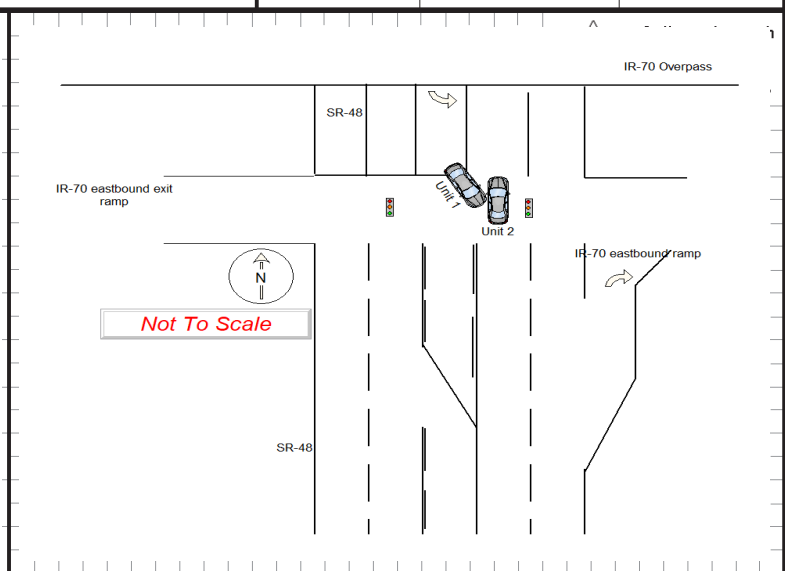 IR-70 Overpass
SR-48
IR-70 eastbound exit
ramp
Unit 1
Unit 2
IR-70 eastbound ramp
N
Not To Scale
SR-48